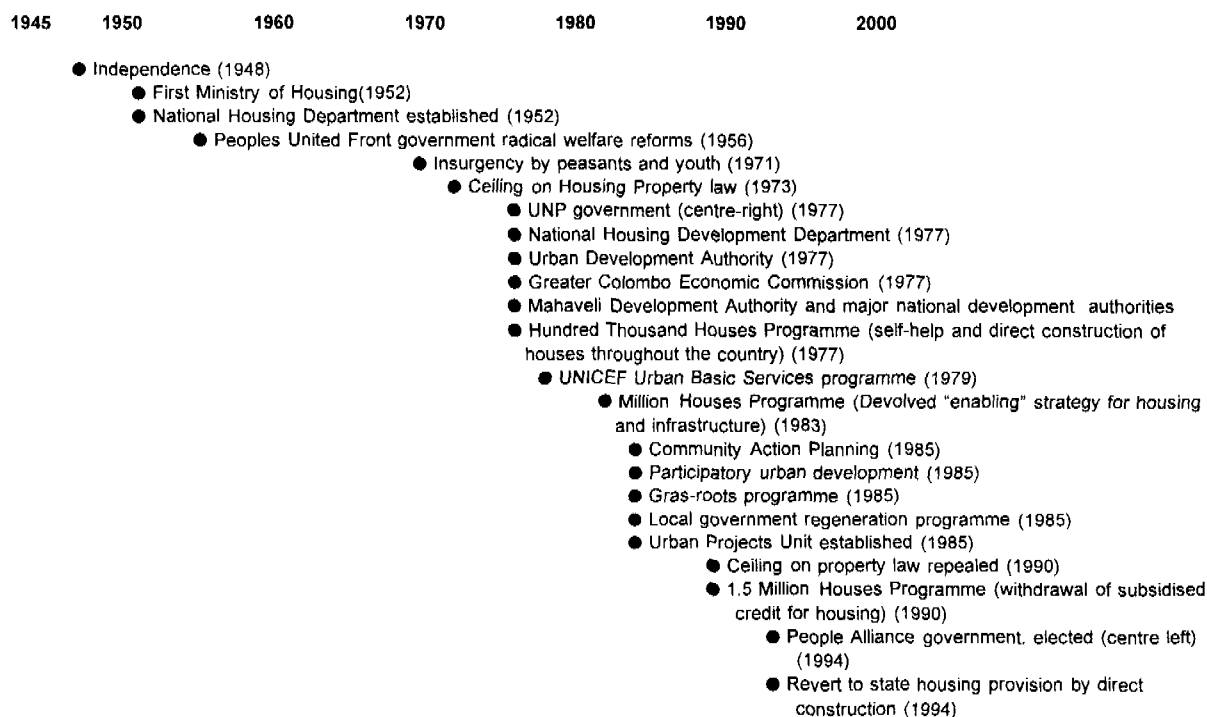 1945 1950 1960 1970 1980 1990 2000
● Independence (1948)
● First Ministry of Housing(1952)
● National Housing Department established (1952)
● Peoples United Front government radical welfare reforms (1956)
● Insurgency by peasants and youth (1971)
● Ceiling on Housing Property law (1973)
● UNP government (centre-right) (1977)
● National Housing Development Department (1977)
● Urban Development Authority (1977)
● Greater Colombo Economic Commission (1977)
● Mahaveli Development Authority and major national development authorities
● Hundred Thousand Houses Programme (self-help and direct construction of
houses throughout the country) (1977)
● UNICEF Urban Basic Services programme (1979)
● Million Houses Programme (Devolved "enabling" strategy for housing
and infrastructure) (1983)
● Community Action Planning (1985)
● Participatory urban development (1985)
● Gras-roots programme (1985)
● Local government regeneration programme (1985)
● Urban Projects Unit established (1985)
● Ceiling on property law repealed (1990)
● 1.5 Million Houses Programme (withdrawal of subsidised
credit for housing) (1990)
● People Alliance government. elected (centre left)
(1994)
● Revert to state housing provision by direct
construction (1994)